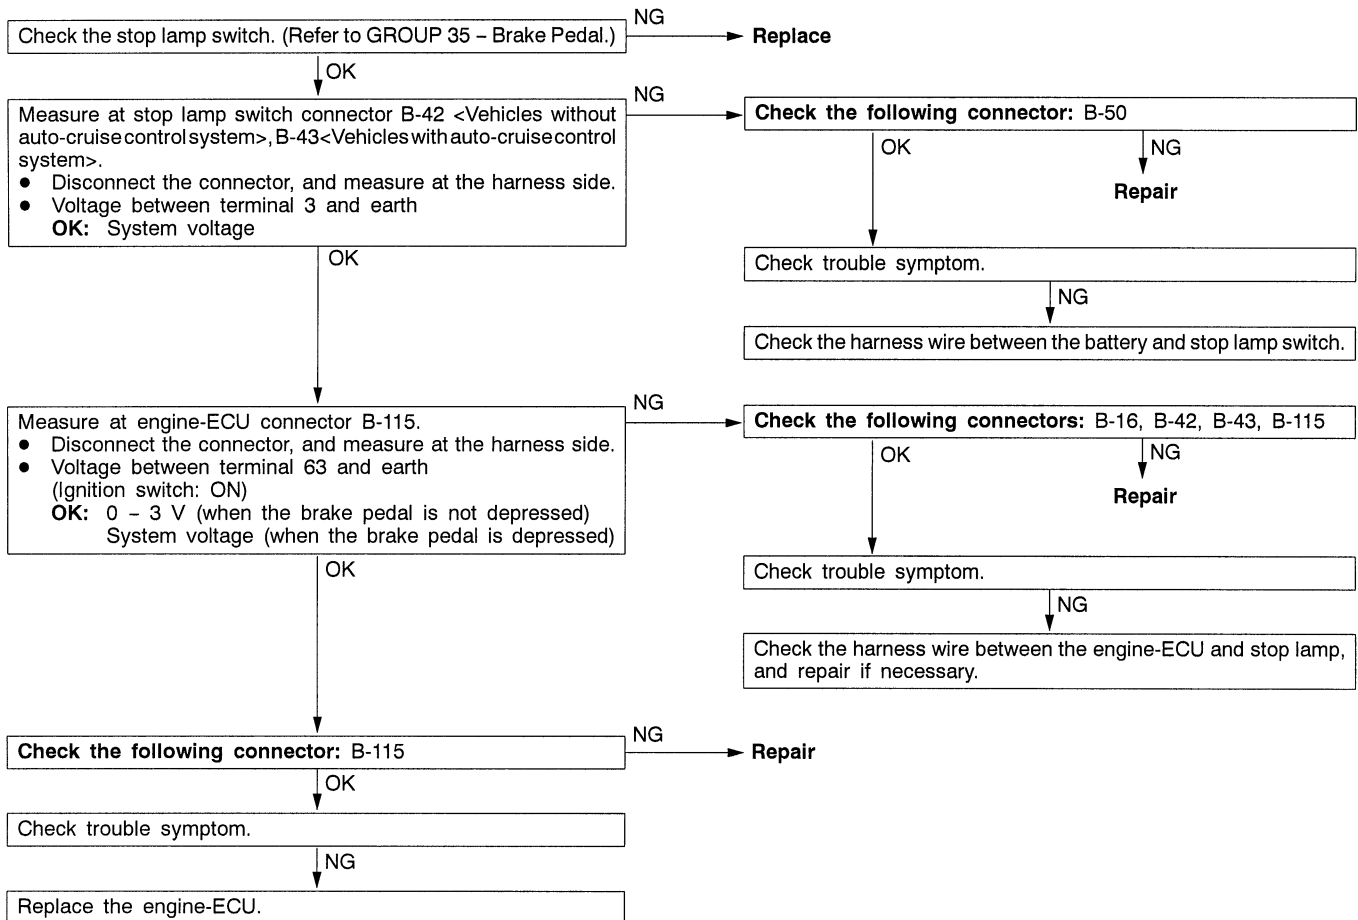 Check the stop lamp switch. (Refer to GROUP 35 – Brake Pedal.)
NG
Replace
OK
Measure at stop lamp switch connector B-42 <Vehicles without
auto-cruise control system>, B-43<Vehicles with auto-cruise control
system>.
● Disconnect the connector, and measure at the harness side.
● Voltage between terminal 3 and earth
OK: System voltage
NG
Check the following connector: B-50
OK
NG
Repair
Check trouble symptom.
NG
Check the harness wire between the battery and stop lamp switch.
OK
Measure at engine-ECU connector B-115.
● Disconnect the connector, and measure at the harness side.
● Voltage between terminal 63 and earth
(Ignition switch: ON)
OK: 0 – 3 V (when the brake pedal is not depressed)
System voltage (when the brake pedal is depressed)
NG
Check the following connectors: B-16, B-42, B-43, B-115
OK
NG
Repair
Check trouble symptom.
NG
Check the harness wire between the engine-ECU and stop lamp,
and repair if necessary.
OK
Check the following connector: B-115
NG
Repair
OK
Check trouble symptom.
NG
Replace the engine-ECU.